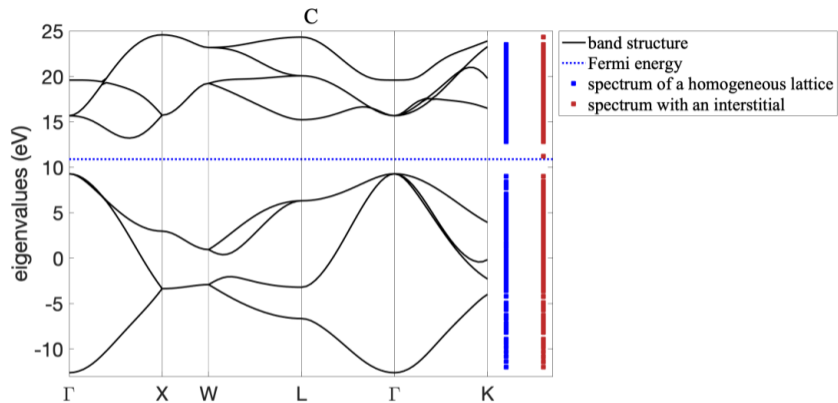 C
band structure
Fermi energy
spectrum of a homogeneous lattice
spectrum with an interstitial
eigenvalues (eV)
25
20
15
10
5
0
-5
-10
Γ X W L Γ K